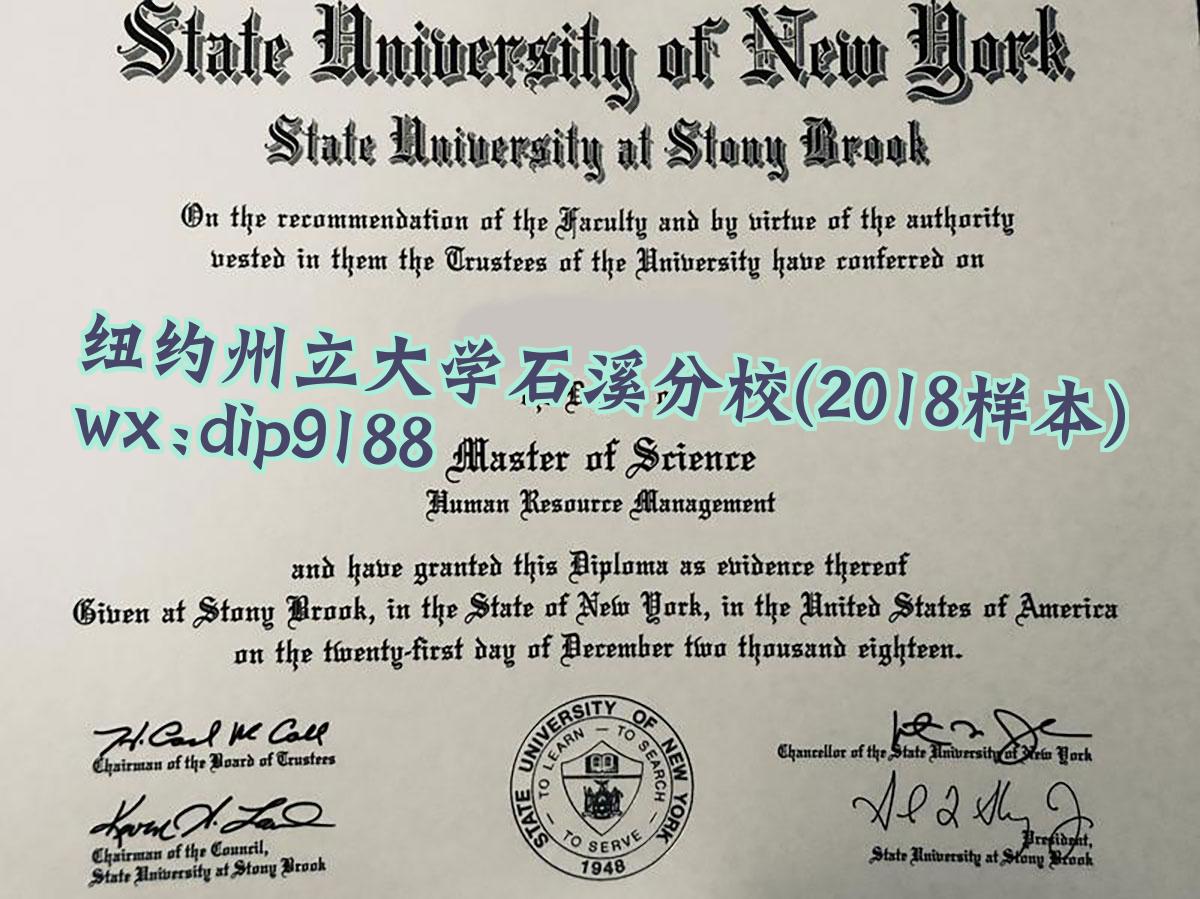 State University of New York
State University at Stony Brook
On the recommendation of the Faculty and by virtue of the authority
vested in them the Trustees of the University have conferred on
纽约州立大学石溪分校(2018样本)
wx:dip9188
Master of Science
Human Resource Management
and have granted this Diploma as evidence thereof
Given at Stony Brook, in the State of New York, in the United States of America
on the twenty-first day of December two thousand eighteen.
H. Carl McCall
Chairman of the Board of Trustees
Chancellor of the State University of New York
Chairman of the Council,
State University at Stony Brook
President,
State University at Stony Brook
STATE UNIVERSITY OF NEW YORK
TO LEARN — TO SEARCH — TO SERVE —
1948